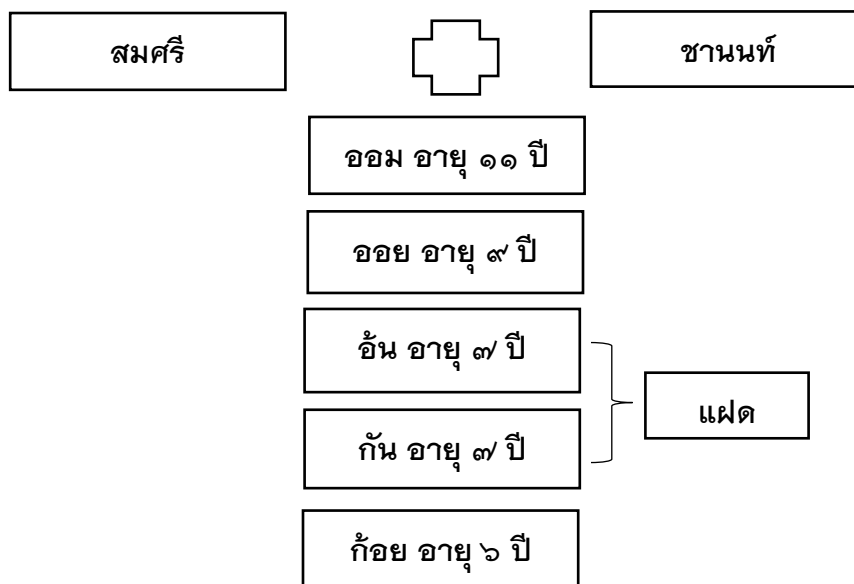 สมศรี
ชานนท์
ออม อายุ ๑๑ ปี
ออย อายุ ๙ ปี
อ้น อายุ ๗ ปี
กัน อายุ ๗ ปี
แฝด
ก้อย อายุ ๖ ปี